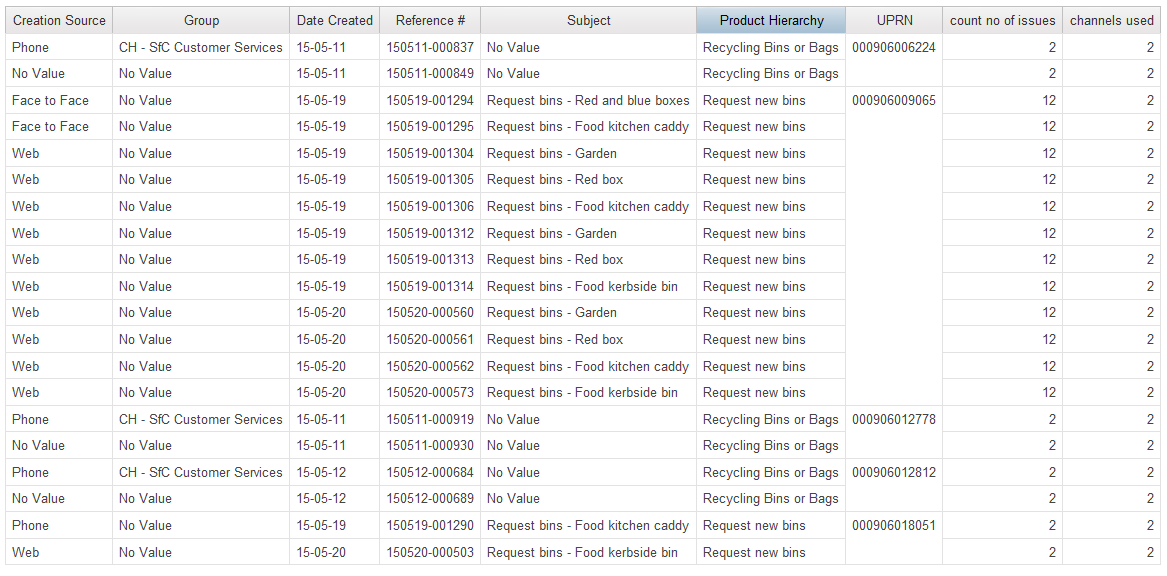 Creation Source Group Date Created Reference # Subject Product Hierarchy UPRN count no of issues channels used
Phone CH - SfC Customer Services 15-05-11 150511-000837 No Value Recycling Bins or Bags 000906006224 2 2
No Value No Value 15-05-11 150511-000849 No Value Recycling Bins or Bags 2 2
Face to Face No Value 15-05-19 150519-001294 Request bins - Red and blue boxes Request new bins 000906009065 12 2
Face to Face No Value 15-05-19 150519-001295 Request bins - Food kitchen caddy Request new bins 12 2
Web No Value 15-05-19 150519-001304 Request bins - Garden Request new bins 12 2
Web No Value 15-05-19 150519-001305 Request bins - Red box Request new bins 12 2
Web No Value 15-05-19 150519-001306 Request bins - Food kitchen caddy Request new bins 12 2
Web No Value 15-05-19 150519-001312 Request bins - Garden Request new bins 12 2
Web No Value 15-05-19 150519-001313 Request bins - Red box Request new bins 12 2
Web No Value 15-05-19 150519-001314 Request bins - Food kerbside bin Request new bins 12 2
Web No Value 15-05-20 150520-000560 Request bins - Garden Request new bins 12 2
Web No Value 15-05-20 150520-000561 Request bins - Red box Request new bins 12 2
Web No Value 15-05-20 150520-000562 Request bins - Food kitchen caddy Request new bins 12 2
Web No Value 15-05-20 150520-000573 Request bins - Food kerbside bin Request new bins 12 2
Phone CH - SfC Customer Services 15-05-11 150511-000919 No Value Recycling Bins or Bags 000906012778 2 2
No Value No Value 15-05-11 150511-000930 No Value Recycling Bins or Bags 2 2
Phone CH - SfC Customer Services 15-05-12 150512-000684 No Value Recycling Bins or Bags 000906012812 2 2
No Value No Value 15-05-12 150512-000689 No Value Recycling Bins or Bags 2 2
Phone No Value 15-05-19 150519-001290 Request bins - Food kitchen caddy Request new bins 000906018051 2 2
Web No Value 15-05-20 150520-000503 Request bins - Food kerbside bin Request new bins 2 2